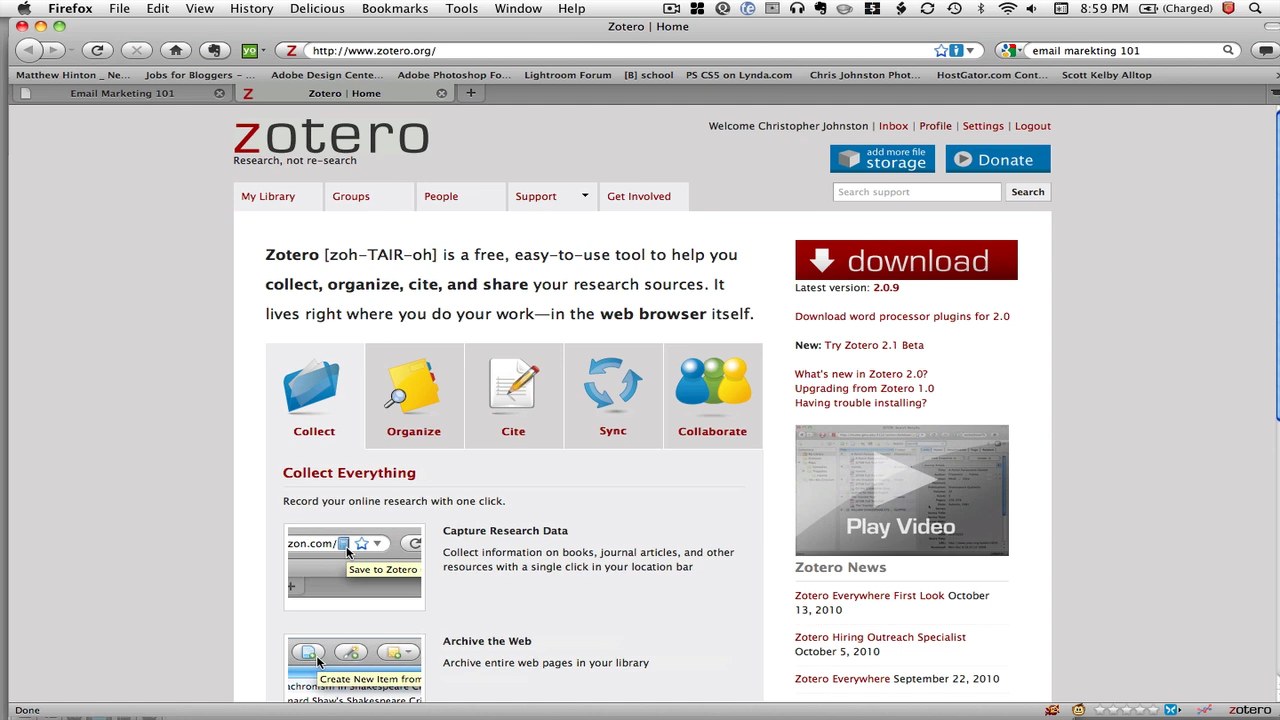 Firefox File Edit View History Delicious Bookmarks Tools Window Help 8:59 PM (Charged)
Zotero | Home
http://www.zotero.org/ email marekting 101
Matthew Hinton _ Ne... Jobs for Bloggers - ... Adobe Design Cente... Adobe Photoshop Fo... Lightroom Forum [B] school PS CSS on Lynda.com Chris Johnston Phot... HostGator.com Cont... Scott Kelby Alltop
Email Marketing 101 Zotero | Home
zotero
Research, not re-search
Welcome Christopher Johnston | Inbox | Profile | Settings | Logout
add more file
storage
Donate
My Library Groups People Support Get Involved
Search support Search
Zotero [zoh-TAIR-oh] is a free, easy-to-use tool to help you
collect, organize, cite, and share your research sources. It
lives right where you do your work—in the web browser itself.
download
Latest version: 2.0.9
Download word processor plugins for 2.0
New: Try Zotero 2.1 Beta
What's new in Zotero 2.0?
Upgrading from Zotero 1.0
Having trouble installing?
Collect Organize Cite Sync Collaborate
Collect Everything
Record your online research with one click.
zon.com/
Save to Zotero
Capture Research Data
Collect information on books, journal articles, and other
resources with a single click in your location bar
Create New Item from
achronism in Shakespeare
nard Shaw's Shakespeare
Archive the Web
Archive entire web pages in your library
Play Video
Zotero News
Zotero Everywhere First Look October
13, 2010
Zotero Hiring Outreach Specialist
October 5, 2010
Zotero Everywhere September 22, 2010
Done zotero